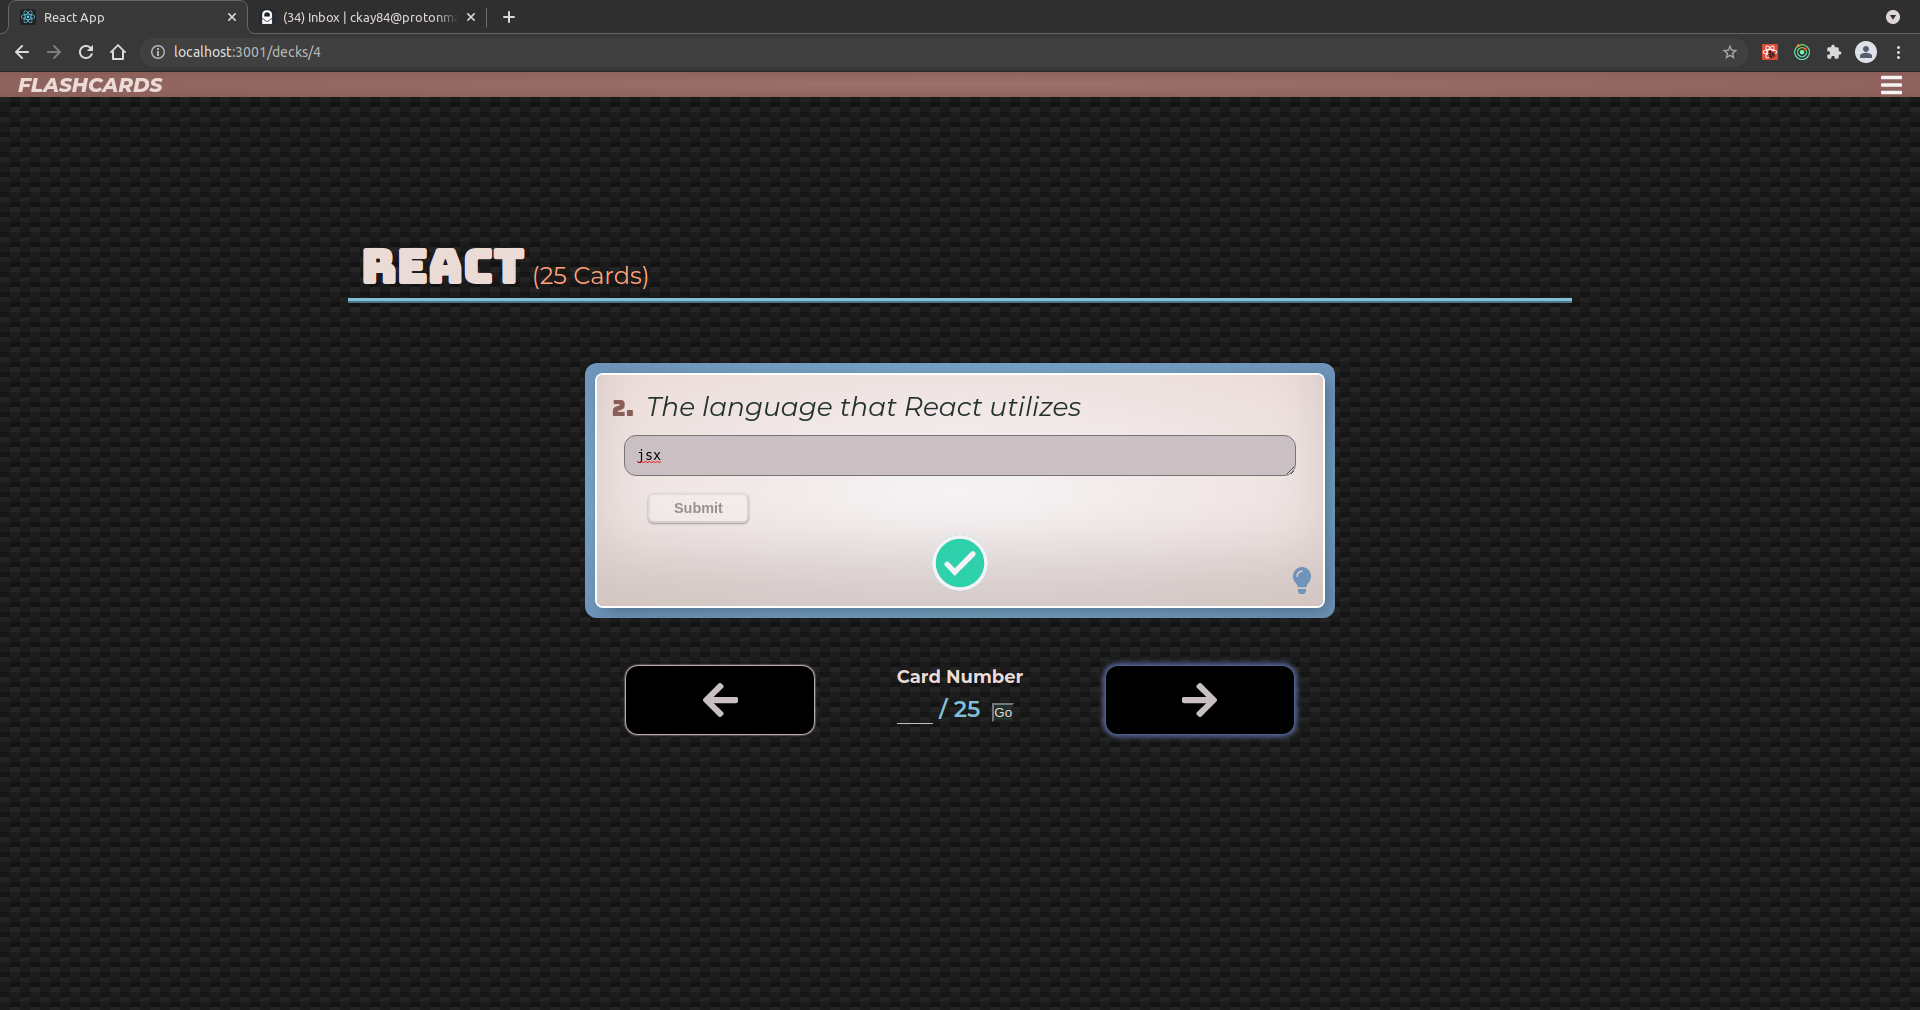 React App
(34) Inbox | ckay84@protonm
localhost:3001/decks/4
FLASHCARDS
REACT (25 Cards)
2. The language that React utilizes
jsx
Submit
Card Number
/ 25 Go